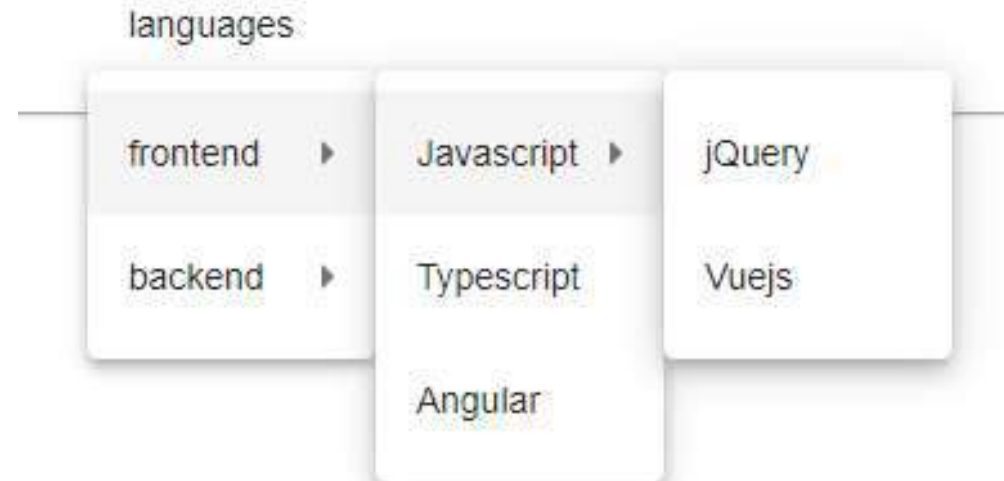 languages
frontend
backend
Javascript
Typescript
Angular
jQuery
Vuejs